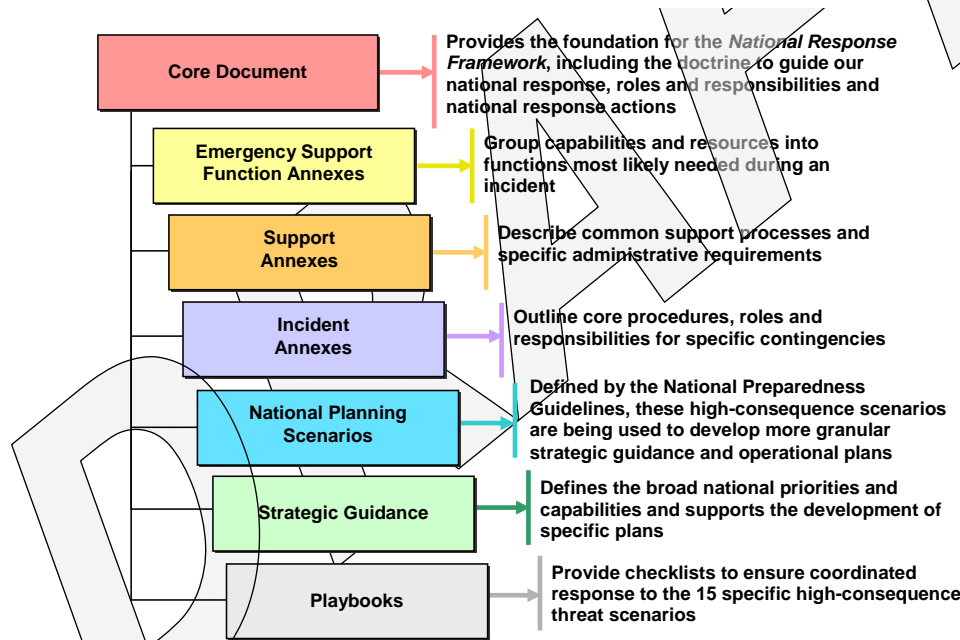 Core Document
Provides the foundation for the National Response
Framework, including the doctrine to guide our
national response, roles and responsibilities and
national response actions
Emergency Support
Function Annexes
Group capabilities and resources into
functions most likely needed during an
incident
Support
Annexes
Describe common support processes and
specific administrative requirements
Incident
Annexes
Outline core procedures, roles and
responsibilities for specific contingencies
National Planning
Scenarios
Defined by the National Preparedness
Guidelines, these high-consequence scenarios
are being used to develop more granular
strategic guidance and operational plans
Strategic Guidance
Defines the broad national priorities and
capabilities and supports the development of
specific plans
Playbooks
Provide checklists to ensure coordinated
response to the 15 specific high-consequence
threat scenarios